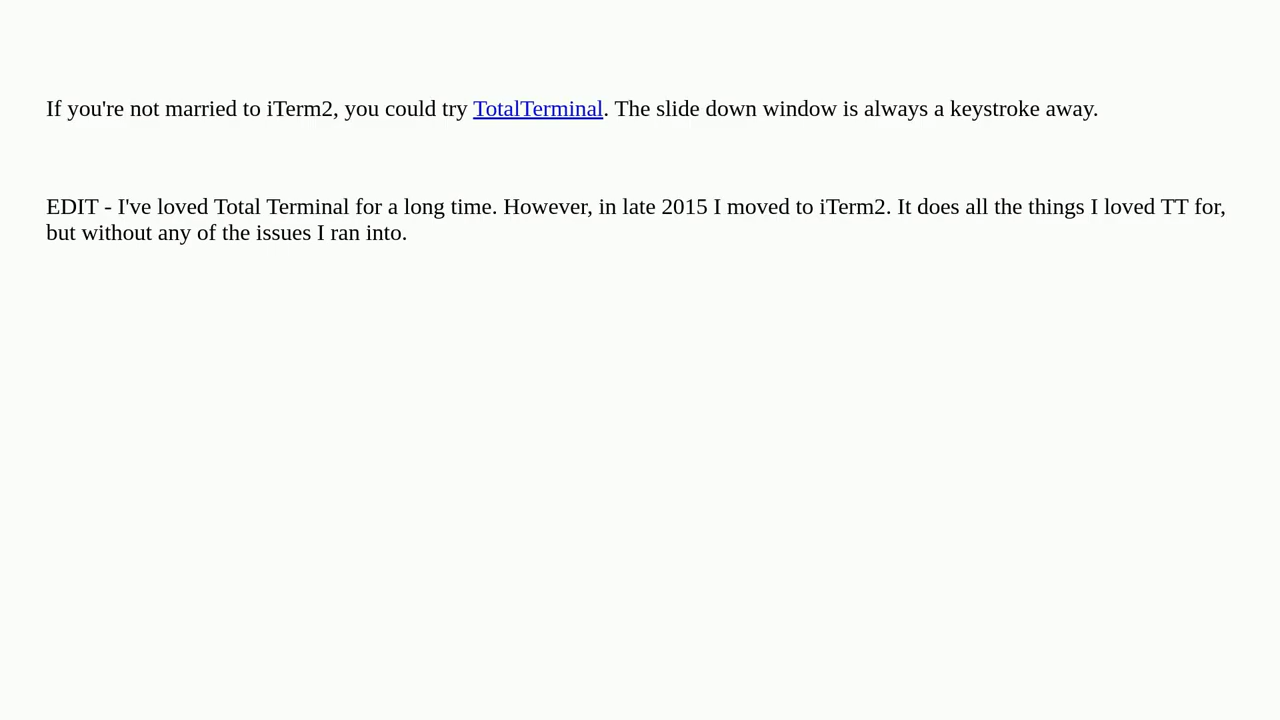 If you're not married to iTerm2, you could try TotalTerminal. The slide down window is always a keystroke away.
EDIT - I've loved Total Terminal for a long time. However, in late 2015 I moved to iTerm2. It does all the things I loved TT for,
but without any of the issues I ran into.